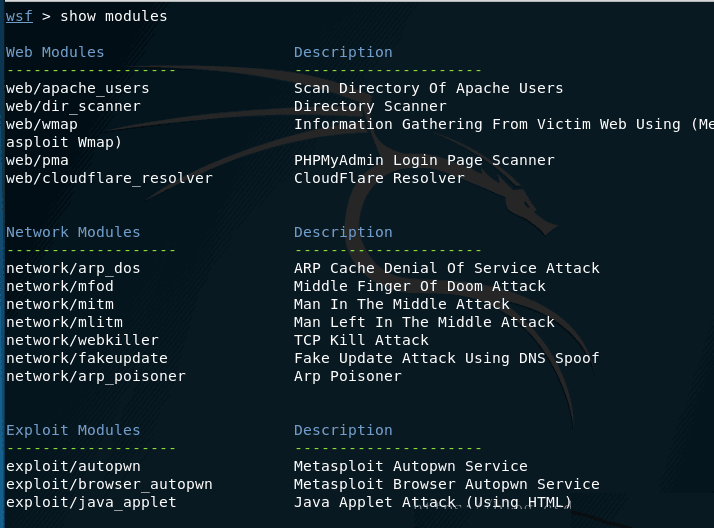 wsf > show modules
Web Modules Description
------------------- ---------------------
web/apache_users Scan Directory Of Apache Users
web/dir_scanner Directory Scanner
web/wmap Information Gathering From Victim Web Using (Me
asploit Wmap)
web/pma PHPMyAdmin Login Page Scanner
web/cloudflare_resolver CloudFlare Resolver
Network Modules Description
------------------- ---------------------
network/arp_dos ARP Cache Denial Of Service Attack
network/mfod Middle Finger Of Doom Attack
network/mitm Man In The Middle Attack
network/mlitm Man Left In The Middle Attack
network/webkiller TCP Kill Attack
network/fakeupdate Fake Update Attack Using DNS Spoof
network/arp_poisoner Arp Poisoner
Exploit Modules Description
------------------- ---------------------
exploit/autopwn Metasploit Autopwn Service
exploit/browser_autopwn Metasploit Browser Autopwn Service
exploit/java_applet Java Applet Attack (Using HTML)